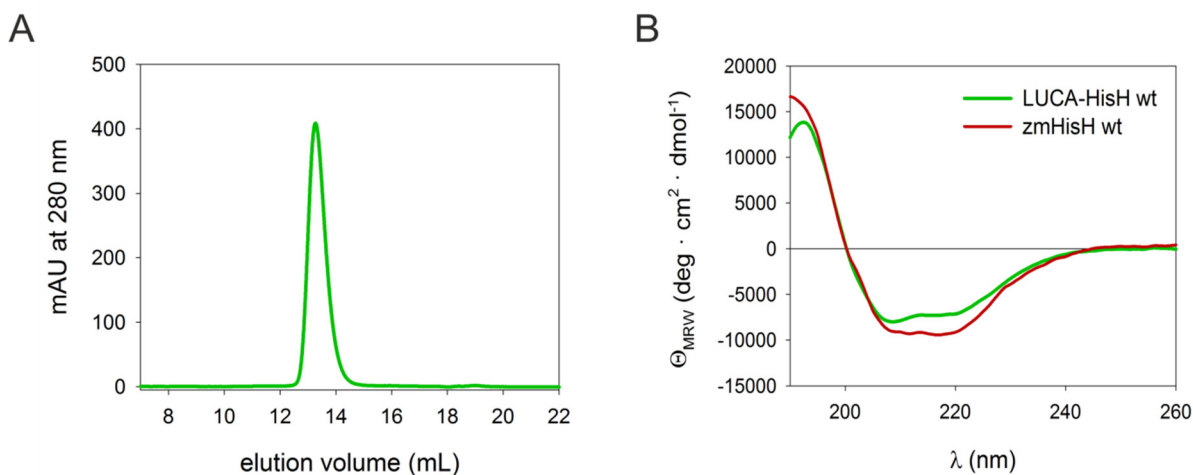 A
mAU at 280 nm
500
400
300
200
100
0
8 10 12 14 16 18 20 22
elution volume (mL)
B
ΘMRW (deg · cm² · dmol⁻¹)
20000
15000
10000
5000
0
-5000
-10000
-15000
LUCA-HisH wt
zmHisH wt
200 220 240 260
λ (nm)